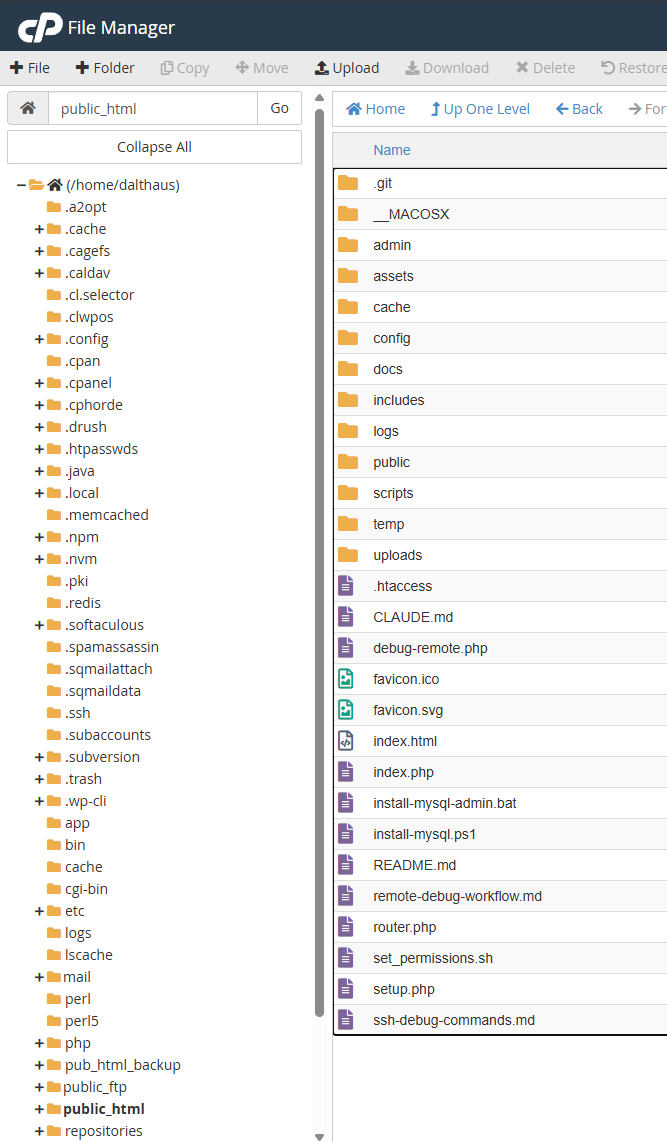 cP File Manager
File
Folder
Copy
Move
Upload
Download
Delete
Restore
public_html
Go
Collapse All
(/home/dalthaus)
.a2opt
.cache
.cagefs
.caldav
.cl.selector
.clwpos
.config
.cpan
.cpanel
.cphorde
.drush
.htpasswds
.java
.local
.memcached
.npm
.nvm
.pki
.redis
.softaculous
.spamassassin
.sqmailattach
.sqmaildata
.ssh
.subaccounts
.subversion
.trash
.wp-cli
app
bin
cache
cgi-bin
etc
logs
lscache
mail
perl
perl5
php
pub_html_backup
public_ftp
public_html
repositories
Home
Up One Level
Back
For
Name
.git
__MACOSX
admin
assets
cache
config
docs
includes
logs
public
scripts
temp
uploads
.htaccess
CLAUDE.md
debug-remote.php
favicon.ico
favicon.svg
index.html
index.php
install-mysql-admin.bat
install-mysql.ps1
README.md
remote-debug-workflow.md
router.php
set_permissions.sh
setup.php
ssh-debug-commands.md